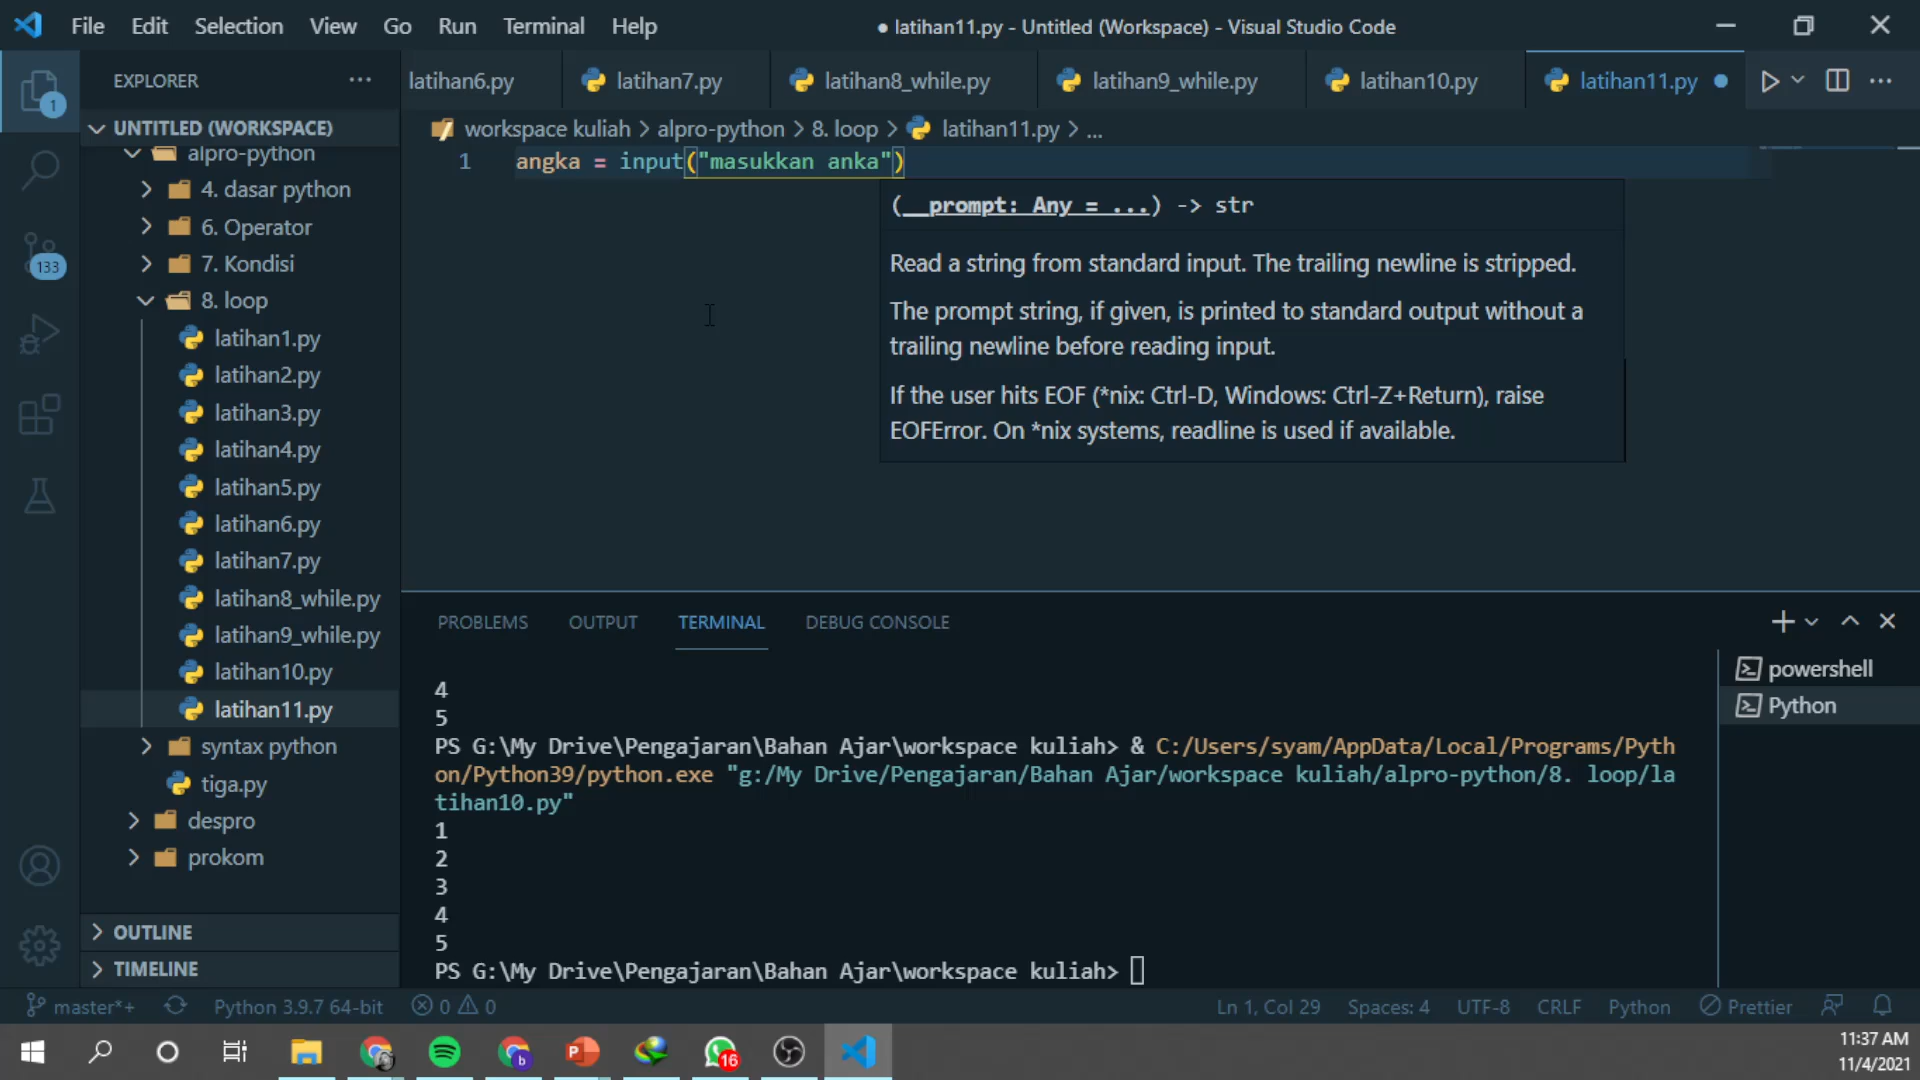 File Edit Selection View Go Run Terminal Help
● latihan11.py - Untitled (Workspace) - Visual Studio Code
EXPLORER
latihan6.py latihan7.py latihan8_while.py latihan9_while.py latihan10.py latihan11.py
1
133
UNTITLED (WORKSPACE)
alpro-python
4. dasar python
6. Operator
7. Kondisi
8. loop
latihan1.py
latihan2.py
latihan3.py
latihan4.py
latihan5.py
latihan6.py
latihan7.py
latihan8_while.py
latihan9_while.py
latihan10.py
latihan11.py
syntax python
tiga.py
despro
prokom
OUTLINE
TIMELINE
workspace kuliah > alpro-python > 8. loop > latihan11.py > ...
1 angka = input("masukkan anka")
(__prompt: Any = ...) -> str
Read a string from standard input. The trailing newline is stripped.
The prompt string, if given, is printed to standard output without a
trailing newline before reading input.
If the user hits EOF (*nix: Ctrl-D, Windows: Ctrl-Z+Return), raise
EOFError. On *nix systems, readline is used if available.
PROBLEMS OUTPUT TERMINAL DEBUG CONSOLE
4
5
PS G:\My Drive\Pengajaran\Bahan Ajar\workspace kuliah> & C:/Users/syam/AppData/Local/Programs/Pyth
on/Python39/python.exe "g:/My Drive/Pengajaran/Bahan Ajar/workspace kuliah/alpro-python/8. loop/la
tihan10.py"
1
2
3
4
5
PS G:\My Drive\Pengajaran\Bahan Ajar\workspace kuliah>
powershell
Python
master*+ Python 3.9.7 64-bit 0 0 Ln 1, Col 29 Spaces: 4 UTF-8 CRLF Python Prettier
b
P
16
11:37 AM
11/4/2021